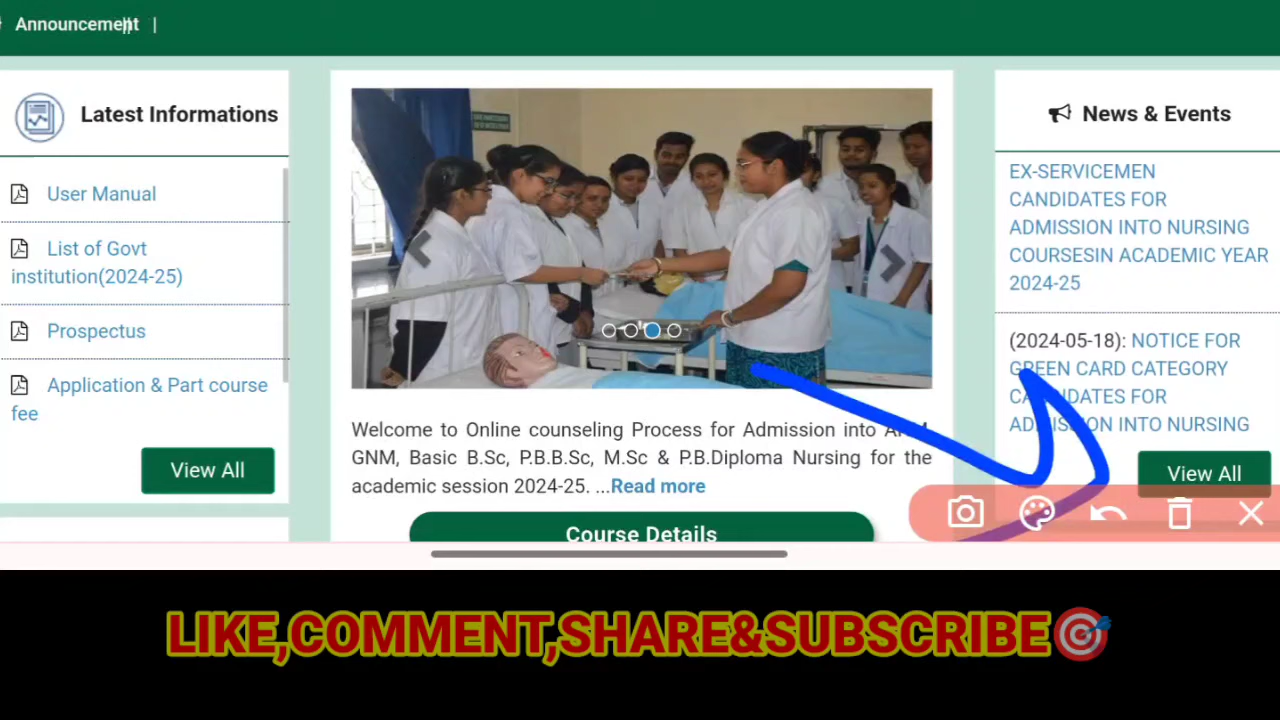 Announcement |
Latest Informations
User Manual
List of Govt
institution(2024-25)
Prospectus
Application & Part course
fee
View All
Welcome to Online counseling Process for Admission into
GNM, Basic B.Sc, P.B.B.Sc, M.Sc & P.B.Diploma Nursing for the
academic session 2024-25. ...Read more
Course Details
News & Events
EX-SERVICEMEN
CANDIDATES FOR
ADMISSION INTO NURSING
COURSESIN ACADEMIC YEAR
2024-25
(2024-05-18): NOTICE FOR
GREEN CARD CATEGORY
CANDIDATES FOR
ADMISSION INTO NURSING
View All
LIKE,COMMENT,SHARE&SUBSCRIBE🎯